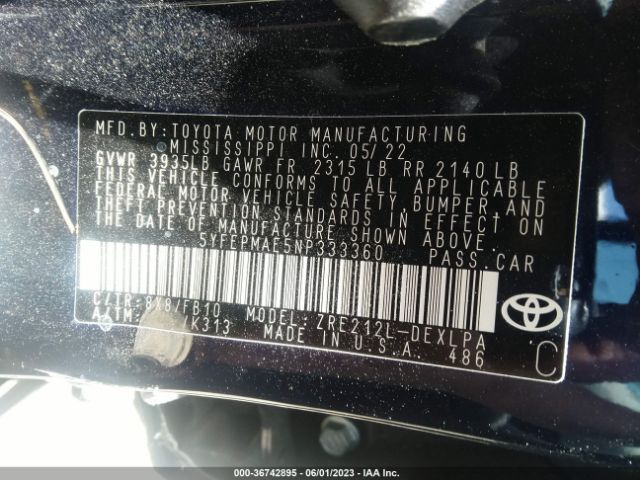 MFD. BY: TOYOTA MOTOR MANUFACTURING
MISSISSIPPI INC. 05/22
GVWR 3935LB GAWR FR 2315 LB RR 2140 LB
THIS VEHICLE CONFORMS TO ALL APPLICABLE
FEDERAL MOTOR VEHICLE SAFETY, BUMPER, AND
THEFT PREVENTION STANDARDS IN EFFECT ON
THE DATE OF MANUFACTURE SHOWN ABOVE.
5YFEPMAE5NP333360 PASS. CAR
C/TR: 8X8/FB10 MODEL: ZRE212L-DEXLPA
A/TM: /K313 MADE IN U.S.A. 486
TOYOTA
C
000-36742895 - 06/01/2023 - IAA Inc.